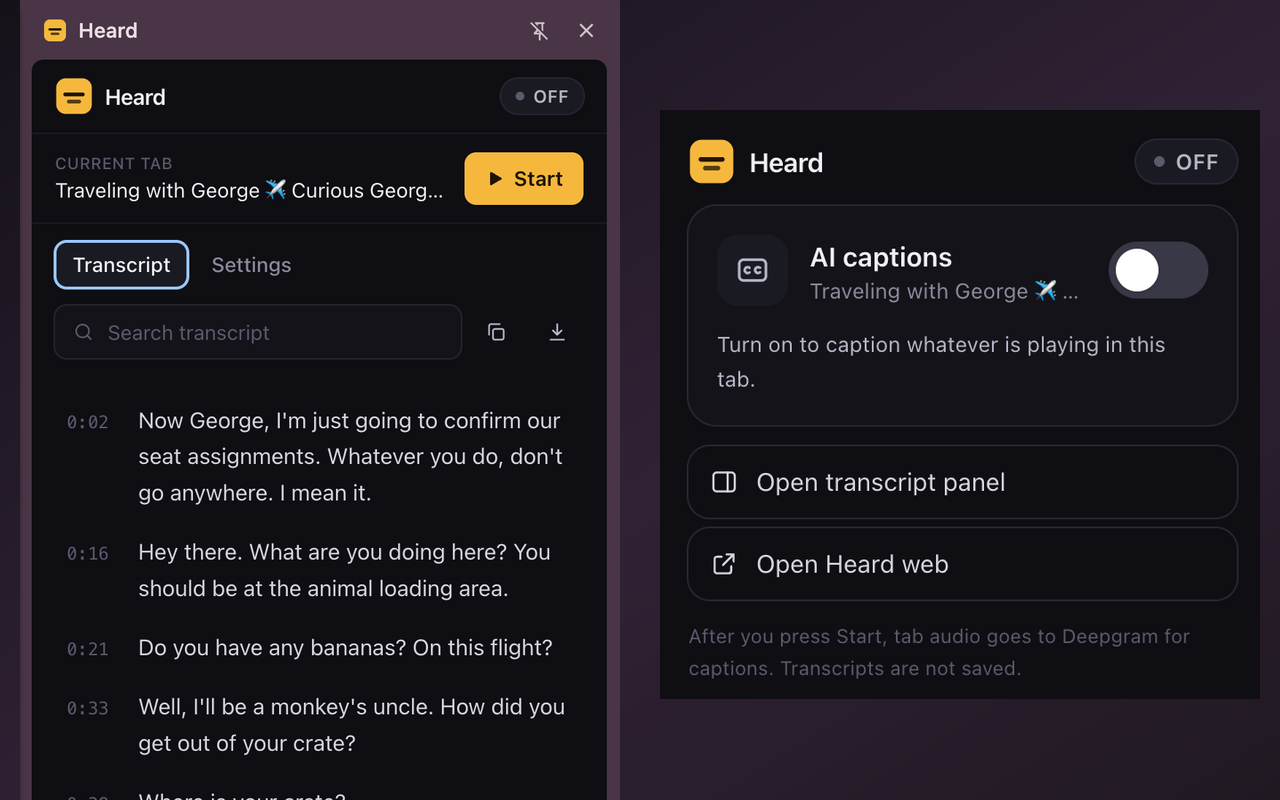 Heard
Heard
OFF
CURRENT TAB
Traveling with George ✈️ Curious Georg...
Start
Transcript
Settings
Search transcript
0:02
Now George, I'm just going to confirm our
seat assignments. Whatever you do, don't
go anywhere. I mean it.
0:16
Hey there. What are you doing here? You
should be at the animal loading area.
0:21
Do you have any bananas? On this flight?
0:33
Well, I'll be a monkey's uncle. How did you
get out of your crate?
Where is your crate?
Heard
OFF
CC
AI captions
Traveling with George ✈️ ...
Turn on to caption whatever is playing in this
tab.
Open transcript panel
Open Heard web
After you press Start, tab audio goes to Deepgram for
captions. Transcripts are not saved.